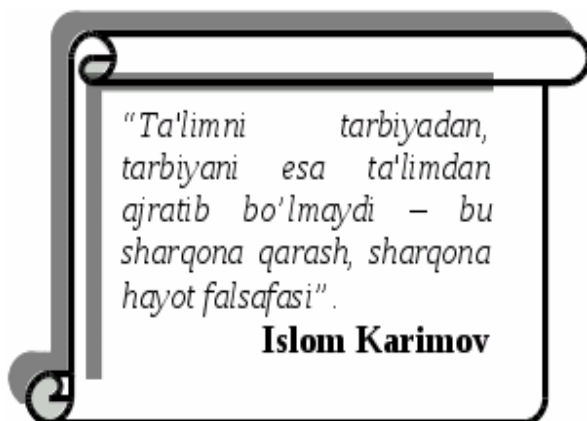 “Ta'limni tarbiyadan,
tarbiyani esa ta'limdan
ajratib bo’lmaydi – bu
sharqona qarash, sharqona
hayot falsafasi”.
Islom Karimov